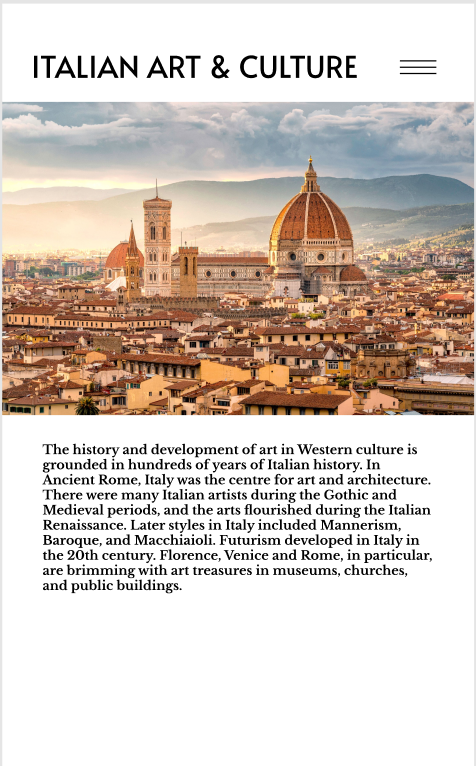 ITALIAN ART & CULTURE
The history and development of art in Western culture is
grounded in hundreds of years of Italian history. In
Ancient Rome, Italy was the centre for art and architecture.
There were many Italian artists during the Gothic and
Medieval periods, and the arts flourished during the Italian
Renaissance. Later styles in Italy included Mannerism,
Baroque, and Macchiaioli. Futurism developed in Italy in
the 20th century. Florence, Venice and Rome, in particular,
are brimming with art treasures in museums, churches,
and public buildings.